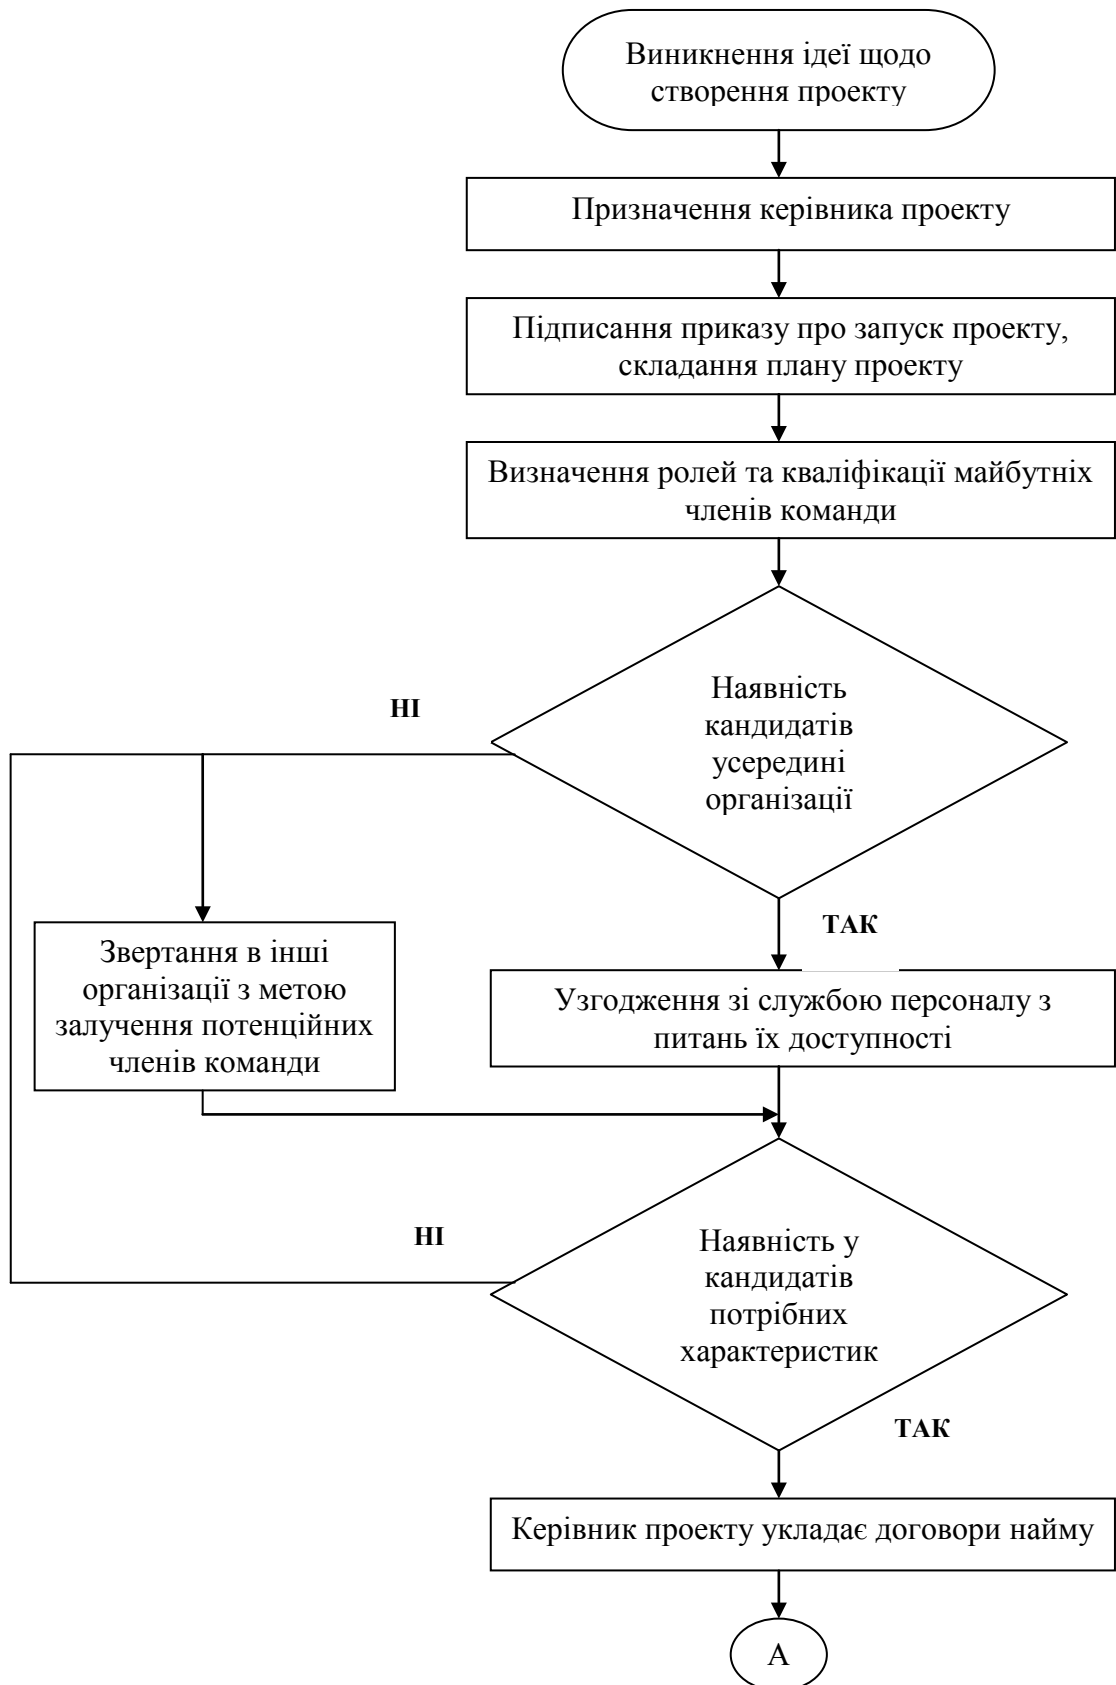 Виникнення ідеї щодо
створення проекту
Призначення керівника проекту
Підписання приказу про запуск проекту,
складання плану проекту
Визначення ролей та кваліфікації майбутніх
членів команди
Наявність
кандидатів
усередині
організації
НІ
ТАК
Звертання в інші
організації з метою
залучення потенційних
членів команди
Узгодження зі службою персоналу з
питань їх доступності
НІ
Наявність у
кандидатів
потрібних
характеристик
ТАК
Керівник проекту укладає договори найму
А